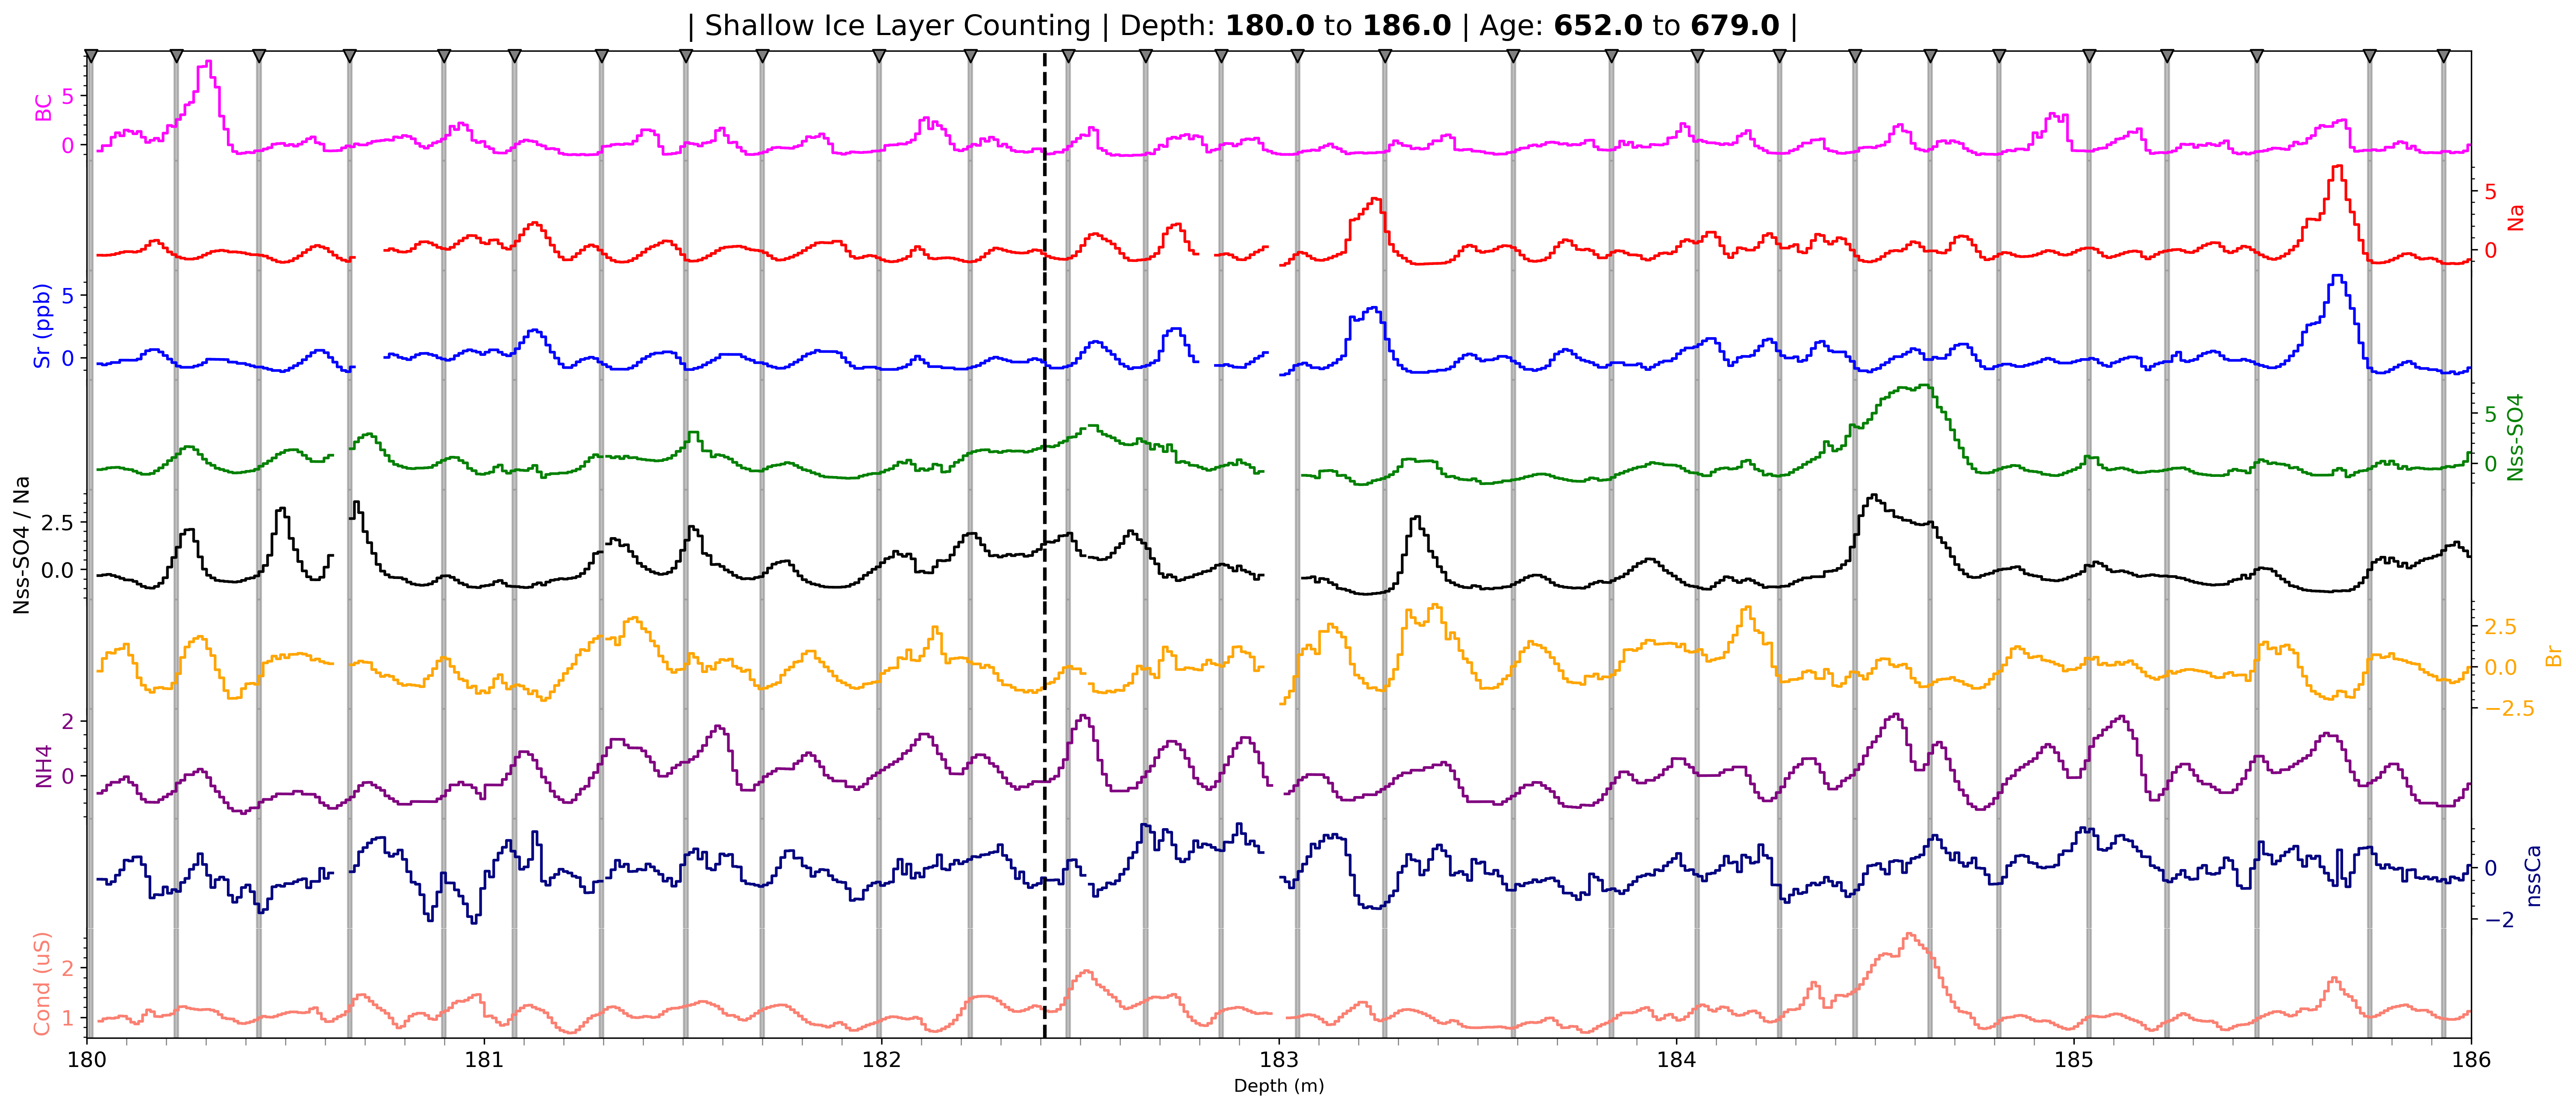 | Shallow Ice Layer Counting | Depth: 180.0 to 186.0 | Age: 652.0 to 679.0 |
BC
5
0
5
0
Na
Sr (ppb)
5
0
5
0
Nss-SO4
Nss-SO4 / Na
2.5
0.0
2.5
0.0
−2.5
Br
NH4
2
0
0
−2
nssCa
Cond (uS)
2
1
180
181
182
183
184
185
186
Depth (m)